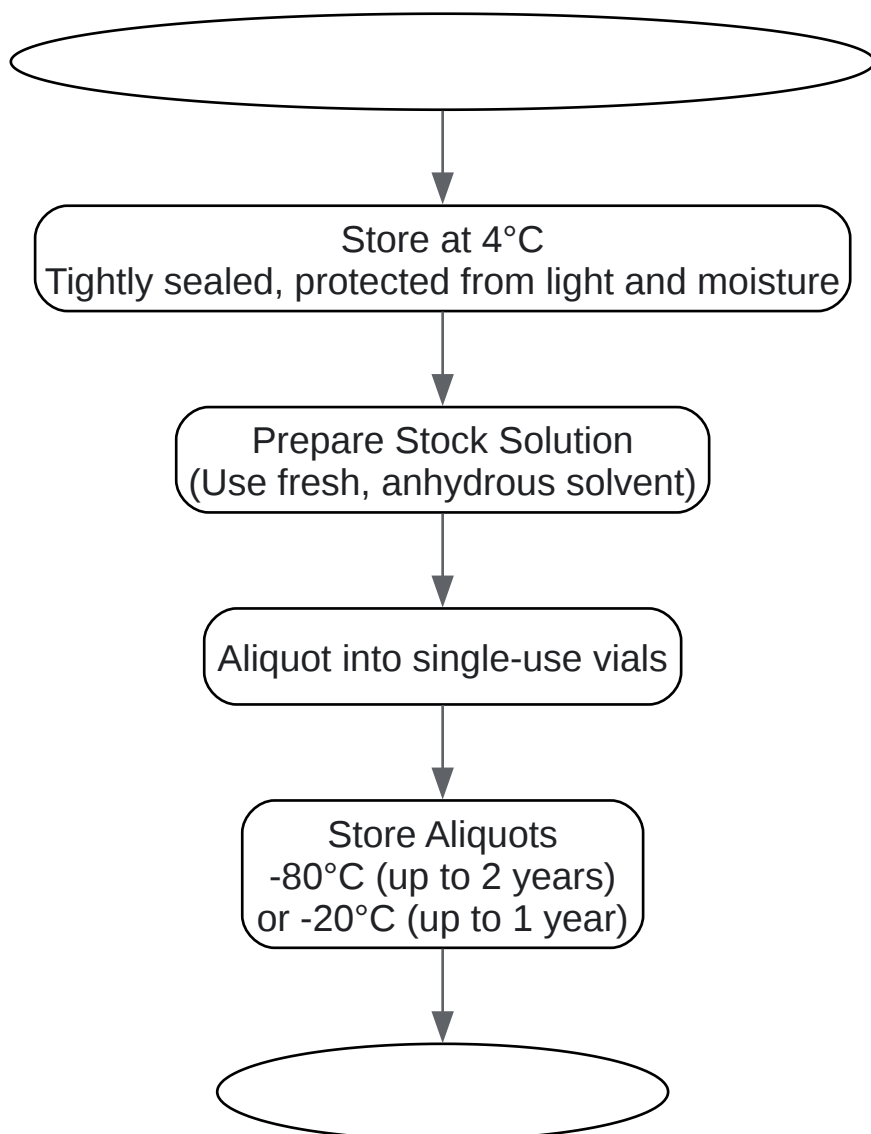 Store at 4°C
Tightly sealed, protected from light and moisture
Prepare Stock Solution
(Use fresh, anhydrous solvent)
Aliquot into single-use vials
Store Aliquots
-80°C (up to 2 years)
or -20°C (up to 1 year)